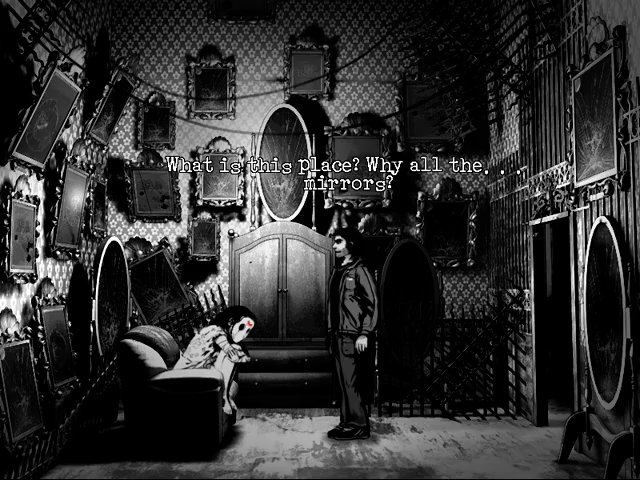 What is this place? Why all the. . .
mirrors?